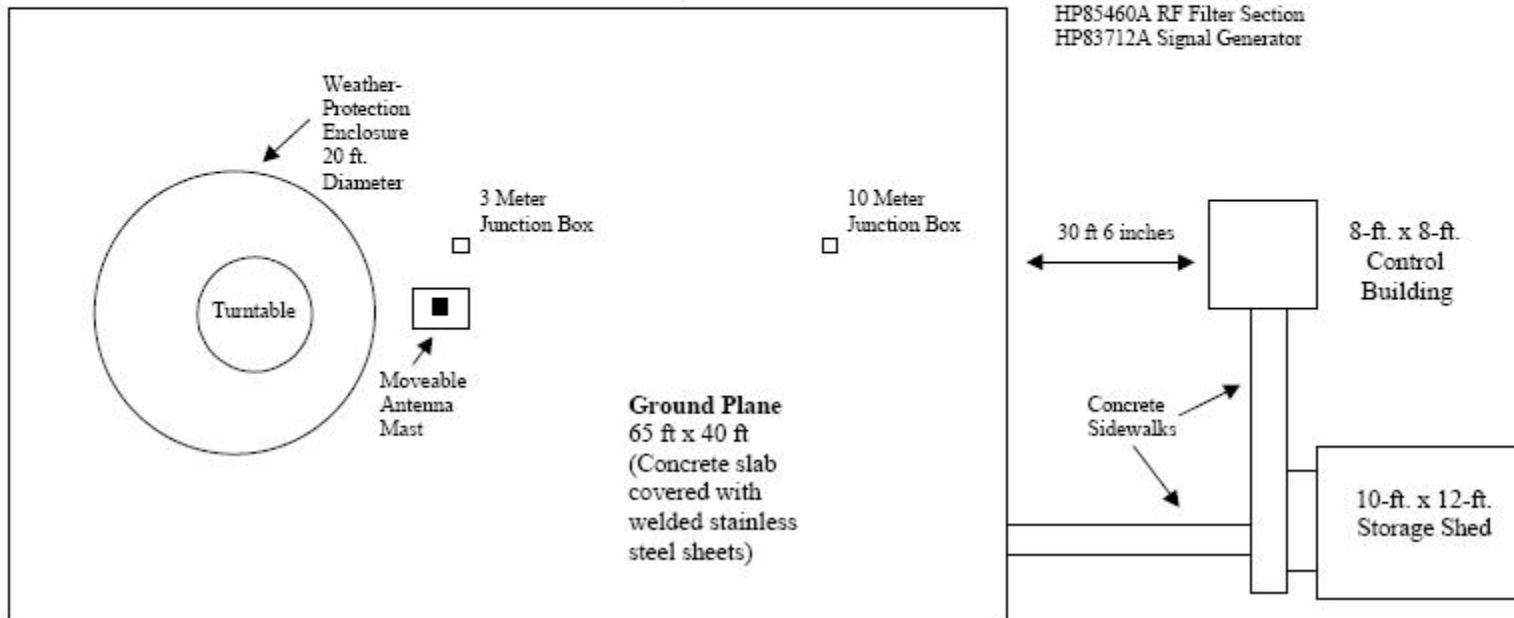 HP85460A RF Filter Section
HP83712A Signal Generator
Weather-
Protection
Enclosure
20 ft.
Diameter
3 Meter
Junction Box
10 Meter
Junction Box
30 ft 6 inches
8-ft. x 8-ft.
Control
Building
Turntable
Moveable
Antenna
Mast
Ground Plane
65 ft x 40 ft
(Concrete slab
covered with
welded stainless
steel sheets)
Concrete
Sidewalks
10-ft. x 12-ft.
Storage Shed